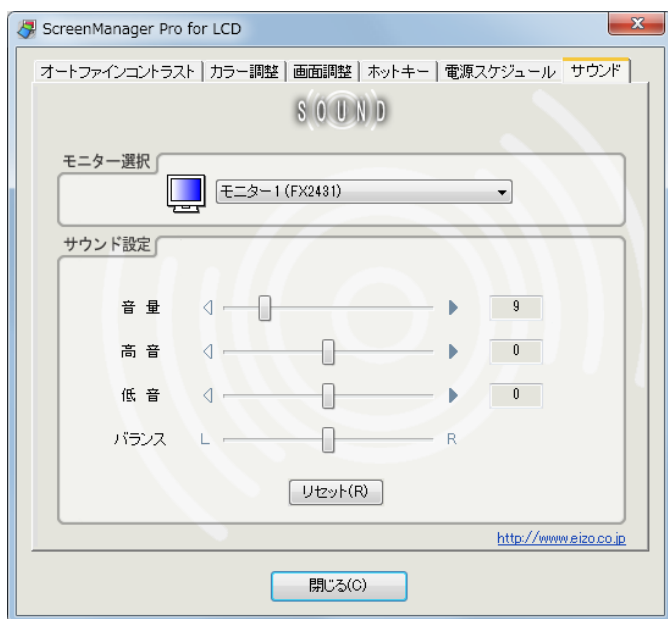 ScreenManager Pro for LCD
オートファインコントラスト カラー調整 画面調整 ホットキー 電源スケジュール サウンド
SOUND
モニター選択
モニター1(FX2431)
サウンド設定
音量 9
高音 0
低音 0
バランス L R
リセット(R)
http://www.eizo.co.jp
閉じる(C)